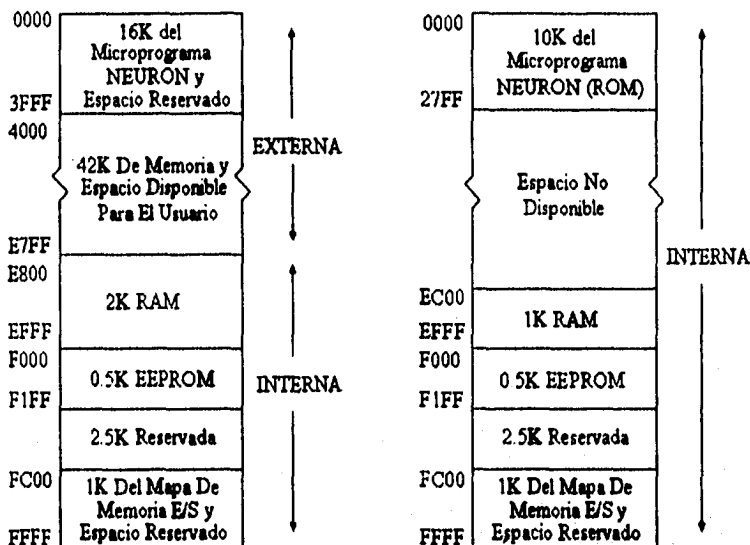 0000
16K del
Microprograma
NEURON y
Espacio Reservado
3FFF
4000
EXTERNA
42K De Memoria y
Espacio Disponible
Para El Usuario
E7FF
E800
2K RAM
EFFF
F000
0.5K EEPROM
INTERNA
F1FF
2.5K Reservada
FC00
1K Del Mapa De
Memoria E/S y
Espacio Reservado
FFFF
0000
10K del
Microprograma
NEURON (ROM)
27FF
Espacio No
Disponible
INTERNA
EC00
1K RAM
EFFF
F000
0.5K EEPROM
F1FF
2.5K Reservada
FC00
1K Del Mapa De
Memoria E/S y
Espacio Reservado
FFFF